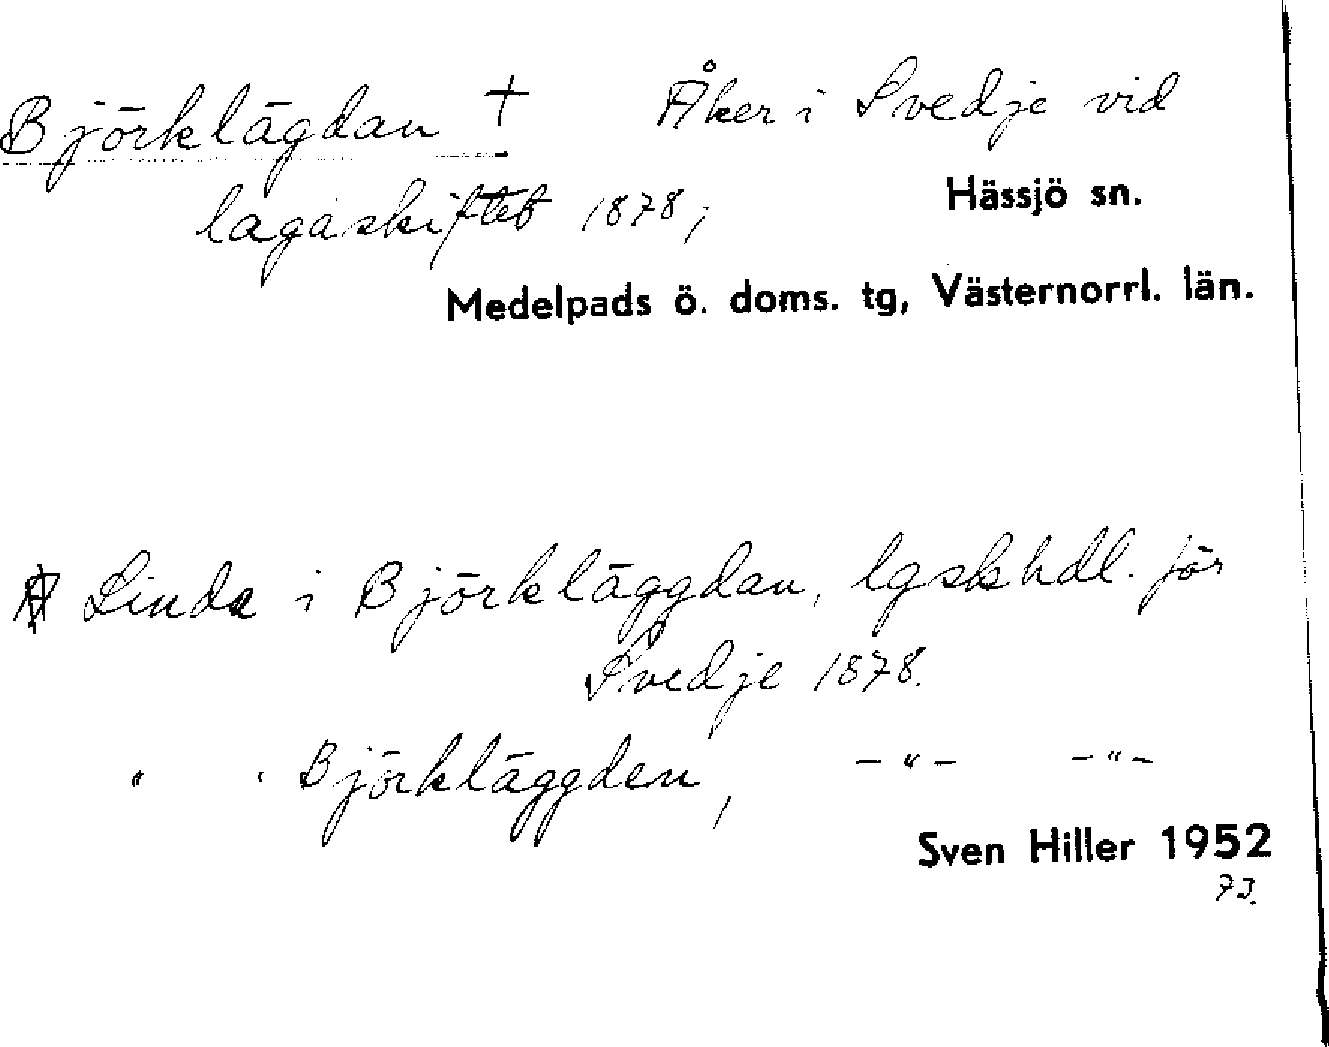 Björklägdan † Åker i Svedje vid
lagaskiftet 1878;
Hässjö sn.
Medelpads ö. doms. tg, Västernorrl. län.
Linda i Björkläggdan, lgskhdl. för
Svedje 1878.
" " Björkläggden, -"- -"-
Sven Hiller 1952